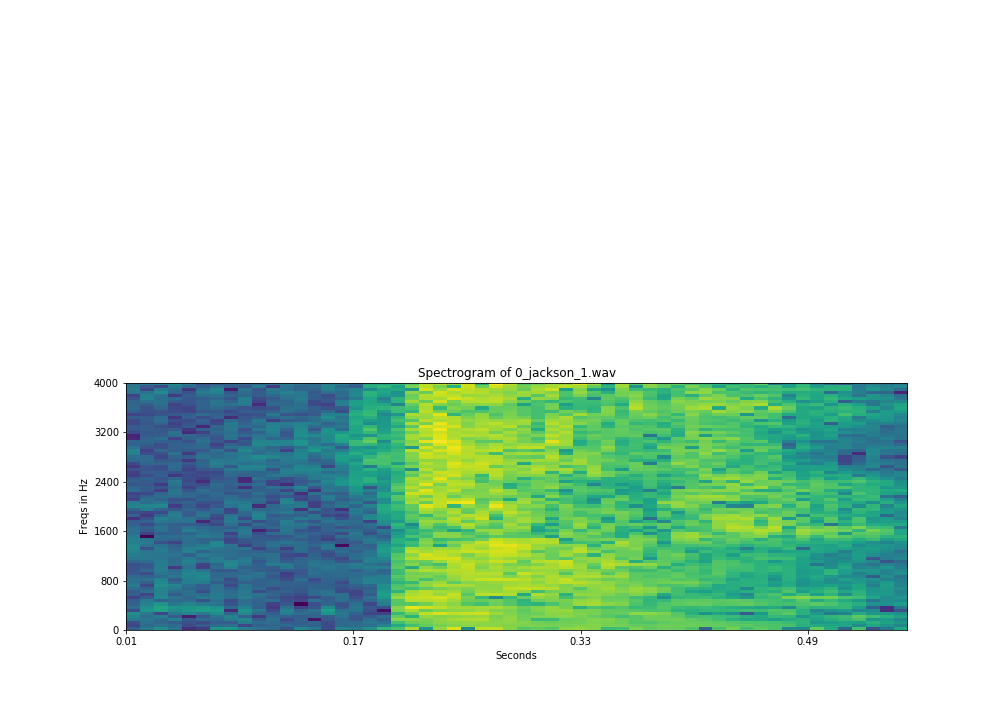 Spectrogram of 0_jackson_1.wav
4000
3200
2400
1600
800
0
Freqs in Hz
0.01 0.17 0.33 0.49
Seconds